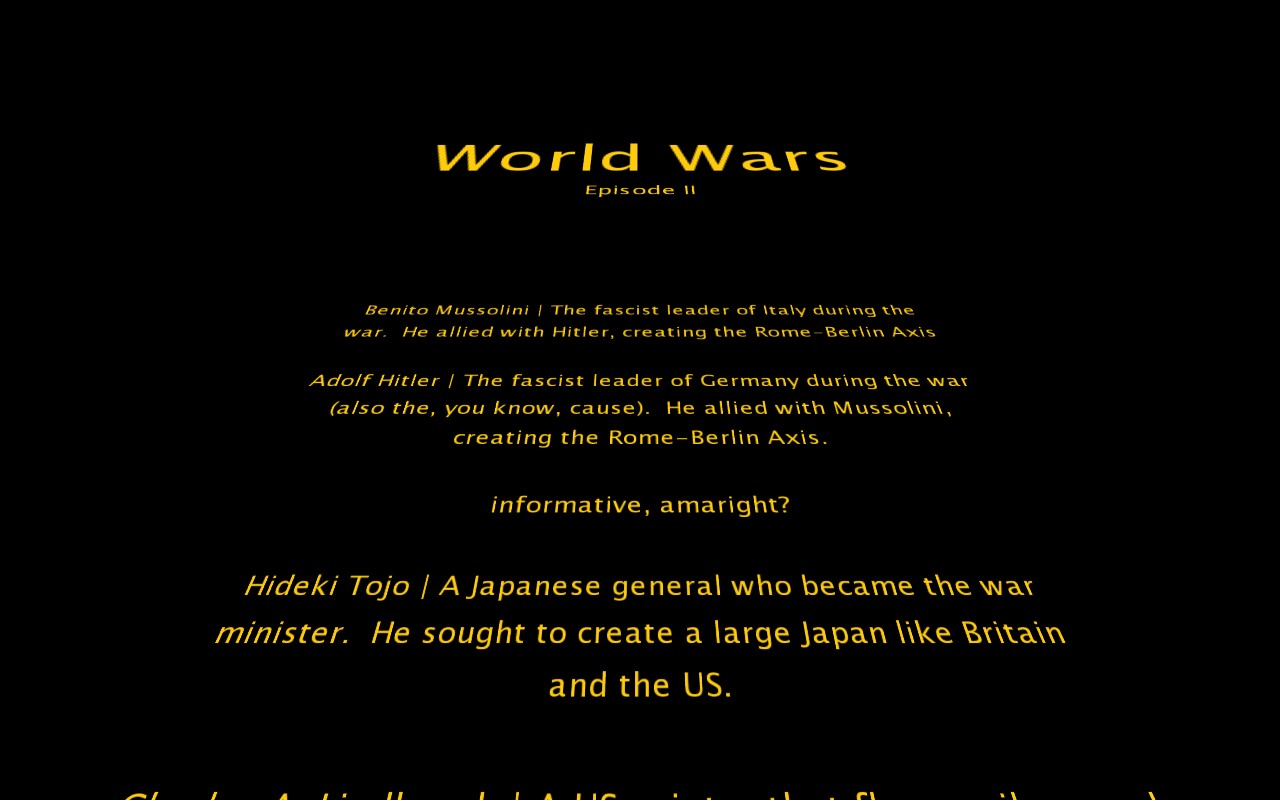 World Wars
Episode II
Benito Mussolini | The fascist leader of Italy during the
war.  He allied with Hitler, creating the Rome-Berlin Axis
Adolf Hitler | The fascist leader of Germany during the war
(also the, you know, cause).  He allied with Mussolini,
creating the Rome-Berlin Axis.
informative, amaright?
Hideki Tojo | A Japanese general who became the war
minister.  He sought to create a large Japan like Britain
and the US.